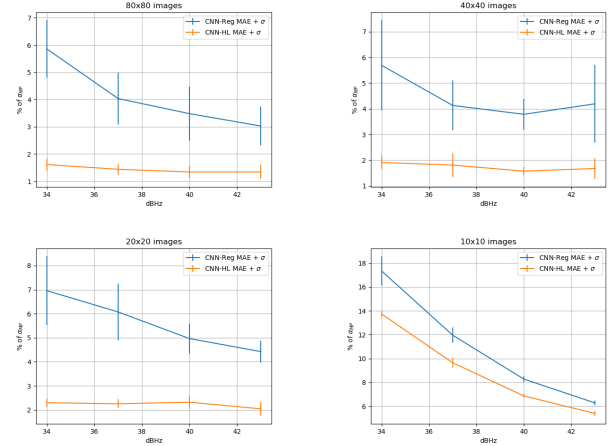 80x80 images
CNN-Reg MAE + σ
CNN-HL MAE + σ
7
6
5
4
3
2
1
% of α_MP
34 36 38 40 42
dBHz
40x40 images
CNN-Reg MAE + σ
CNN-HL MAE + σ
7
6
5
4
3
2
1
% of α_MP
34 36 38 40 42
dBHz
20x20 images
CNN-Reg MAE + σ
CNN-HL MAE + σ
8
7
6
5
4
3
2
% of α_MP
34 36 38 40 42
dBHz
10x10 images
CNN-Reg MAE + σ
CNN-HL MAE + σ
18
16
14
12
10
8
6
% of α_MP
34 36 38 40 42
dBHz